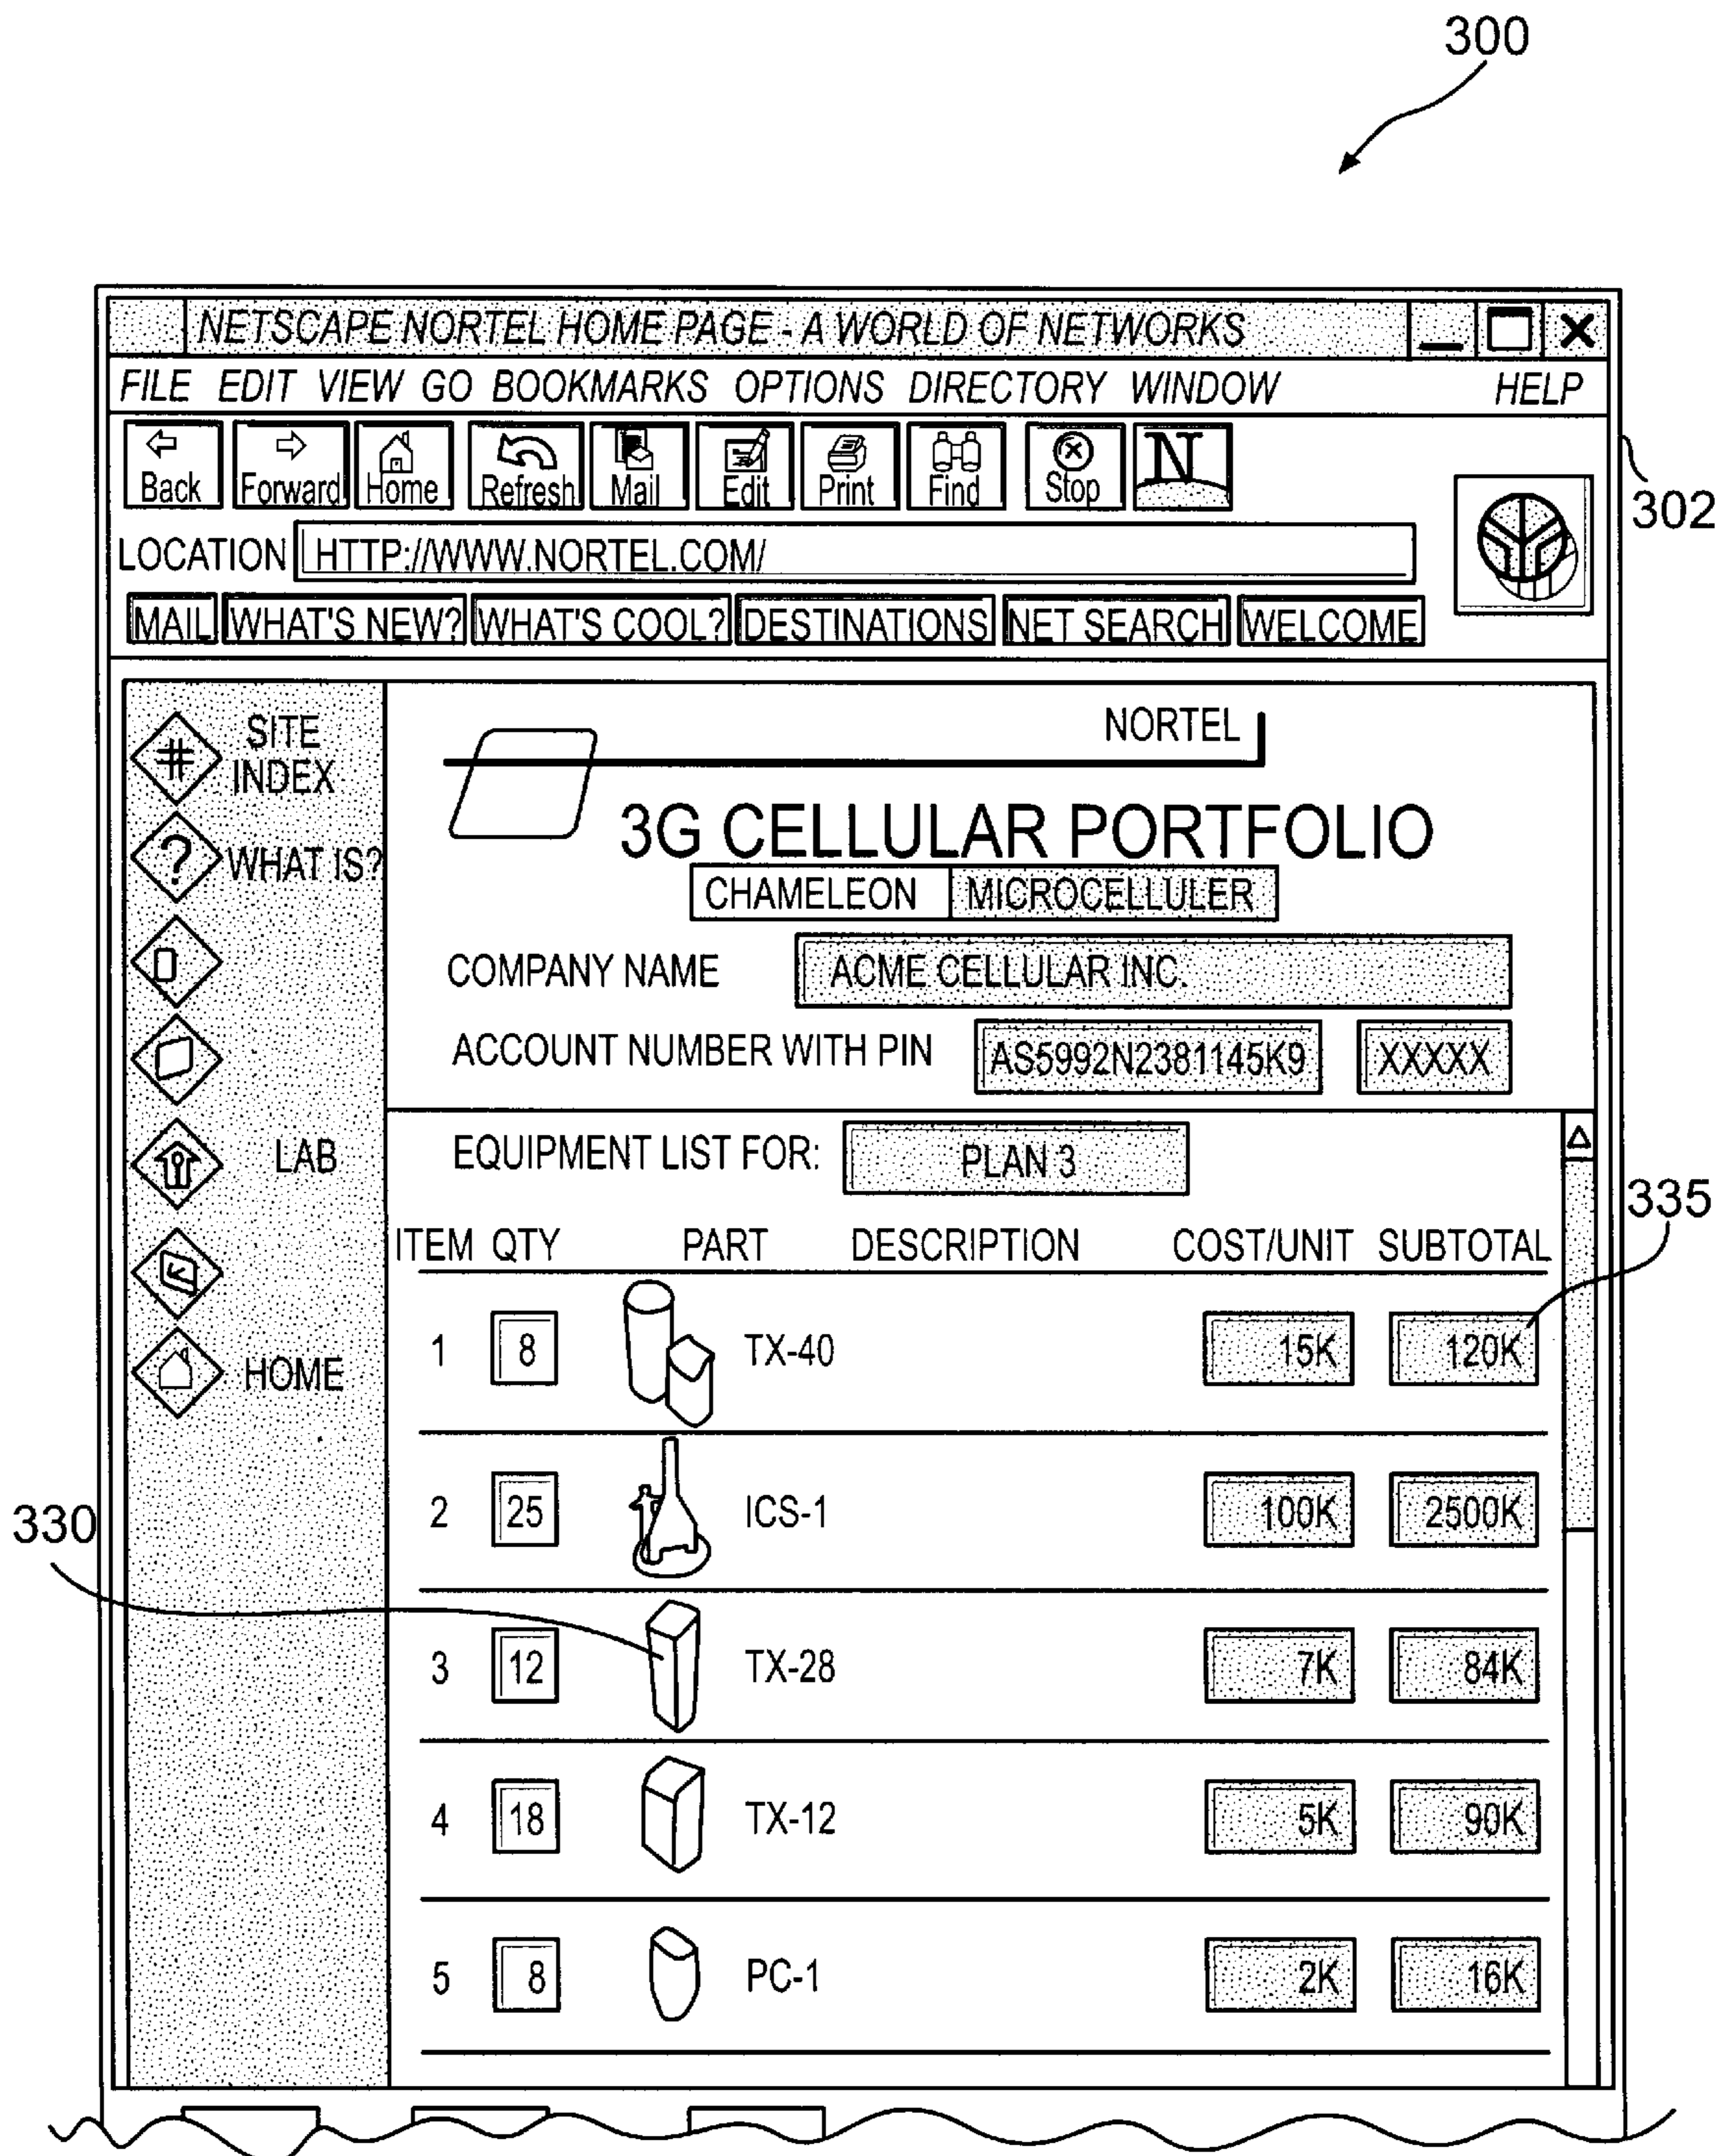 300
NETSCAPE NORTEL HOME PAGE - A WORLD OF NETWORKS
FILE EDIT VIEW GO BOOKMARKS OPTIONS DIRECTORY WINDOW HELP
Back Forward Home Refresh Mail Edit Print Find Stop N
302
LOCATION HTTP://WWW.NORTEL.COM/
MAIL WHAT'S NEW? WHAT'S COOL? DESTINATIONS NET SEARCH WELCOME
SITE
INDEX
WHAT IS?
LAB
HOME
NORTEL
3G CELLULAR PORTFOLIO
CHAMELEON MICROCELLULER
COMPANY NAME ACME CELLULAR INC.
ACCOUNT NUMBER WITH PIN AS5992N2381145K9 XXXXX
EQUIPMENT LIST FOR: PLAN 3
335
ITEM QTY PART DESCRIPTION COST/UNIT SUBTOTAL
1 8 TX-40 15K 120K
2 25 ICS-1 100K 2500K
330
3 12 TX-28 7K 84K
4 18 TX-12 5K 90K
5 8 PC-1 2K 16K